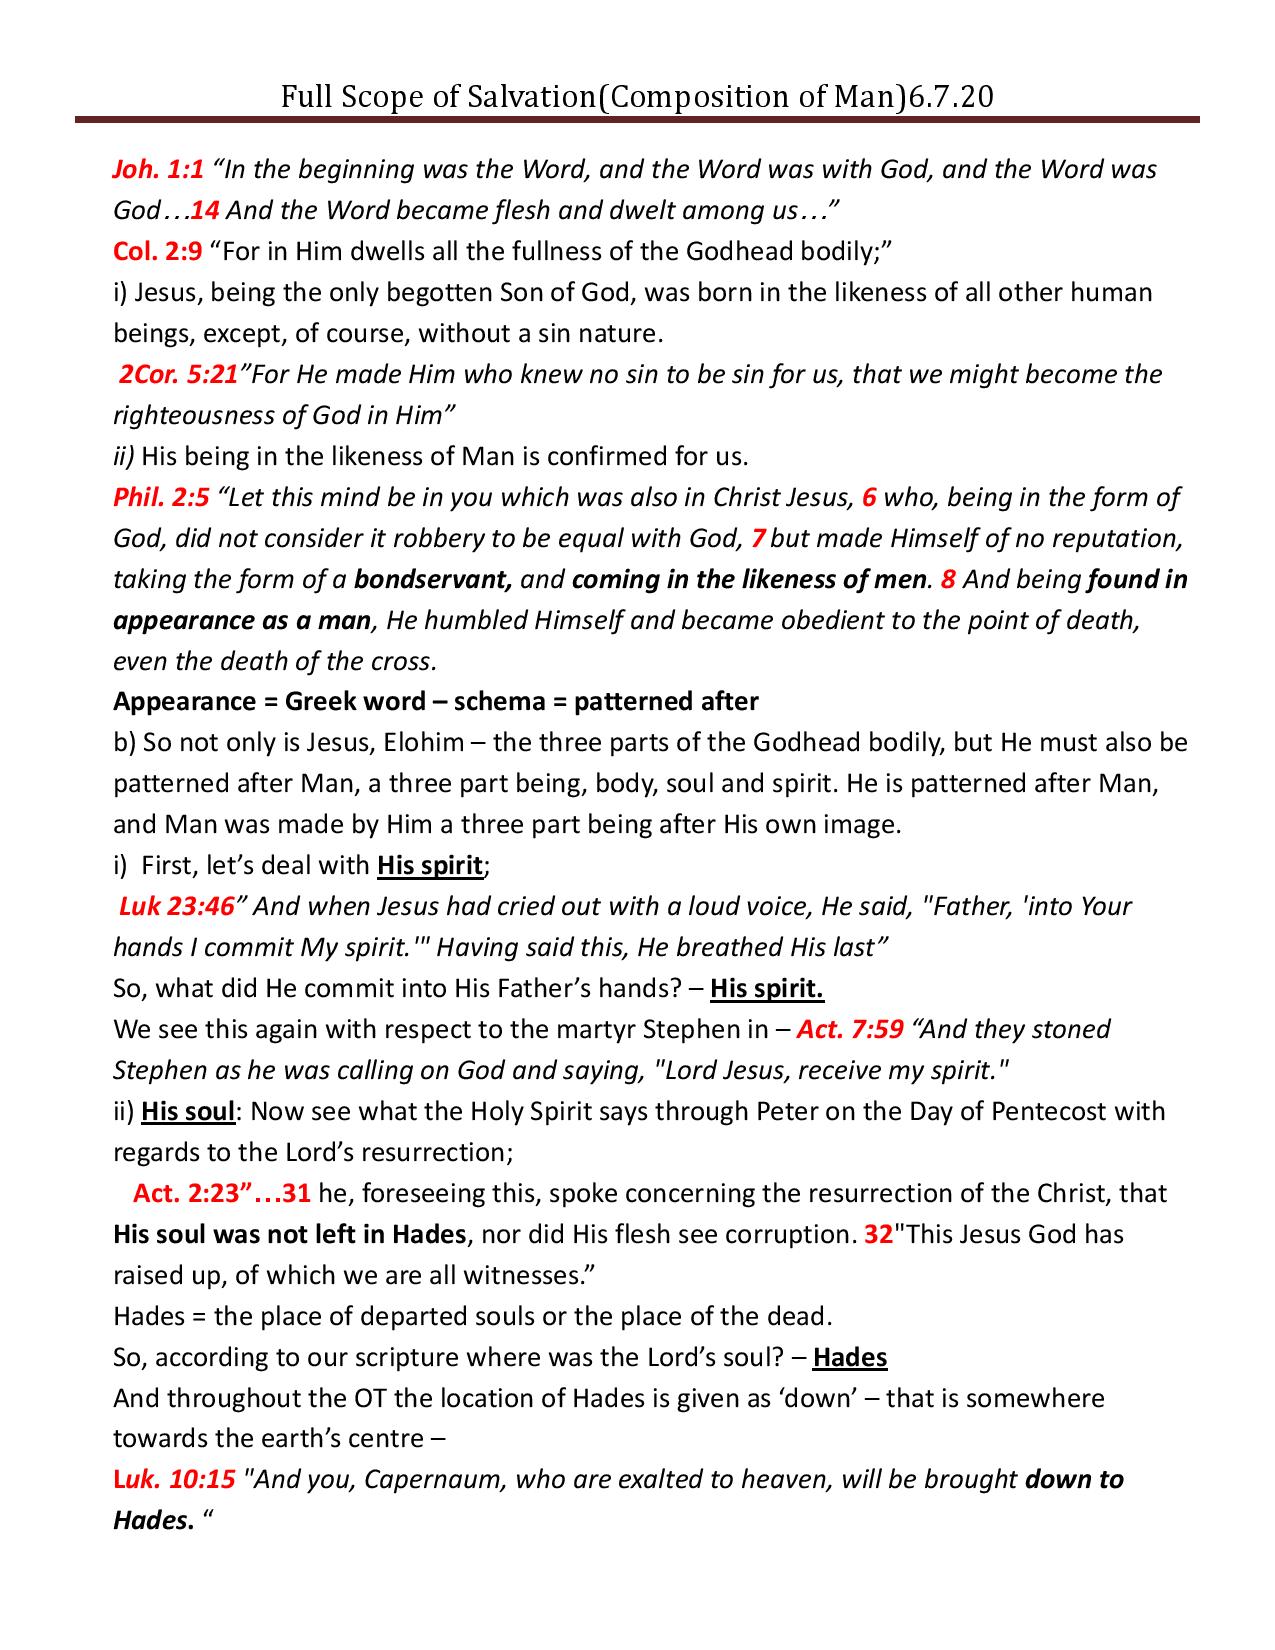 Full Scope of Salvation(Composition of Man)6.7.20
Joh. 1:1 “In the beginning was the Word, and the Word was with God, and the Word was
God…14 And the Word became flesh and dwelt among us…”
Col. 2:9 “For in Him dwells all the fullness of the Godhead bodily;”
i) Jesus, being the only begotten Son of God, was born in the likeness of all other human
beings, except, of course, without a sin nature.
2Cor. 5:21”For He made Him who knew no sin to be sin for us, that we might become the
righteousness of God in Him”
ii) His being in the likeness of Man is confirmed for us.
Phil. 2:5 “Let this mind be in you which was also in Christ Jesus, 6 who, being in the form of
God, did not consider it robbery to be equal with God, 7 but made Himself of no reputation,
taking the form of a bondservant, and coming in the likeness of men. 8 And being found in
appearance as a man, He humbled Himself and became obedient to the point of death,
even the death of the cross.
Appearance = Greek word – schema = patterned after
b) So not only is Jesus, Elohim – the three parts of the Godhead bodily, but He must also be
patterned after Man, a three part being, body, soul and spirit. He is patterned after Man,
and Man was made by Him a three part being after His own image.
i)  First, let’s deal with His spirit;
Luk 23:46” And when Jesus had cried out with a loud voice, He said, "Father, 'into Your
hands I commit My spirit.'" Having said this, He breathed His last”
So, what did He commit into His Father’s hands? – His spirit.
We see this again with respect to the martyr Stephen in – Act. 7:59 “And they stoned
Stephen as he was calling on God and saying, "Lord Jesus, receive my spirit."
ii) His soul: Now see what the Holy Spirit says through Peter on the Day of Pentecost with
regards to the Lord’s resurrection;
Act. 2:23”…31 he, foreseeing this, spoke concerning the resurrection of the Christ, that
His soul was not left in Hades, nor did His flesh see corruption. 32"This Jesus God has
raised up, of which we are all witnesses.”
Hades = the place of departed souls or the place of the dead.
So, according to our scripture where was the Lord’s soul? – Hades
And throughout the OT the location of Hades is given as ‘down’ – that is somewhere
towards the earth’s centre –
Luk. 10:15 "And you, Capernaum, who are exalted to heaven, will be brought down to
Hades. “